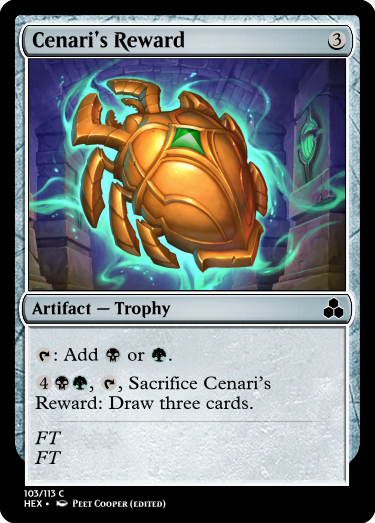 Cenari's Reward 3
Artifact — Trophy
: Add or .
4 , , Sacrifice Cenari's
Reward: Draw three cards.
FT
FT
103/113 C
HEX • Peet Cooper (edited)